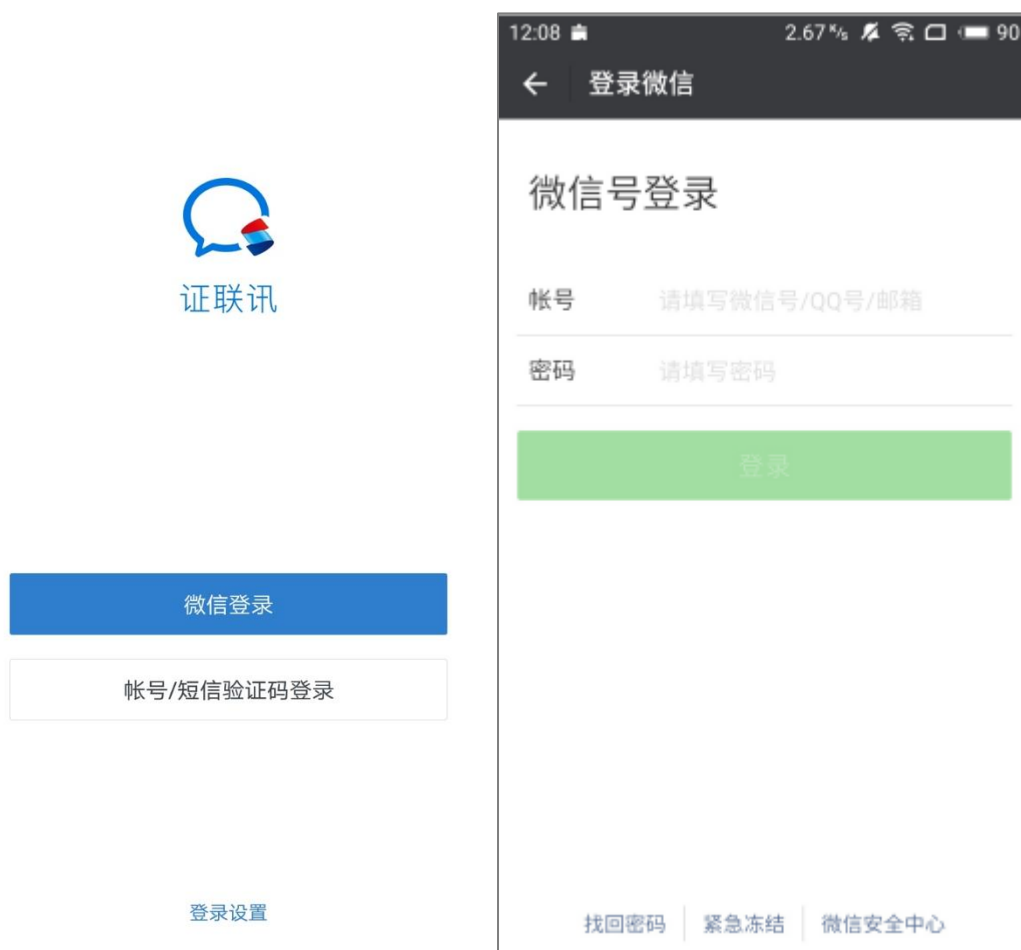 证联讯
微信登录
帐号/短信验证码登录
登录设置
12:08 2.67 K/s 90
登录微信
微信号登录
帐号 请填写微信号/QQ号/邮箱
密码 请填写密码
登录
找回密码 紧急冻结 微信安全中心